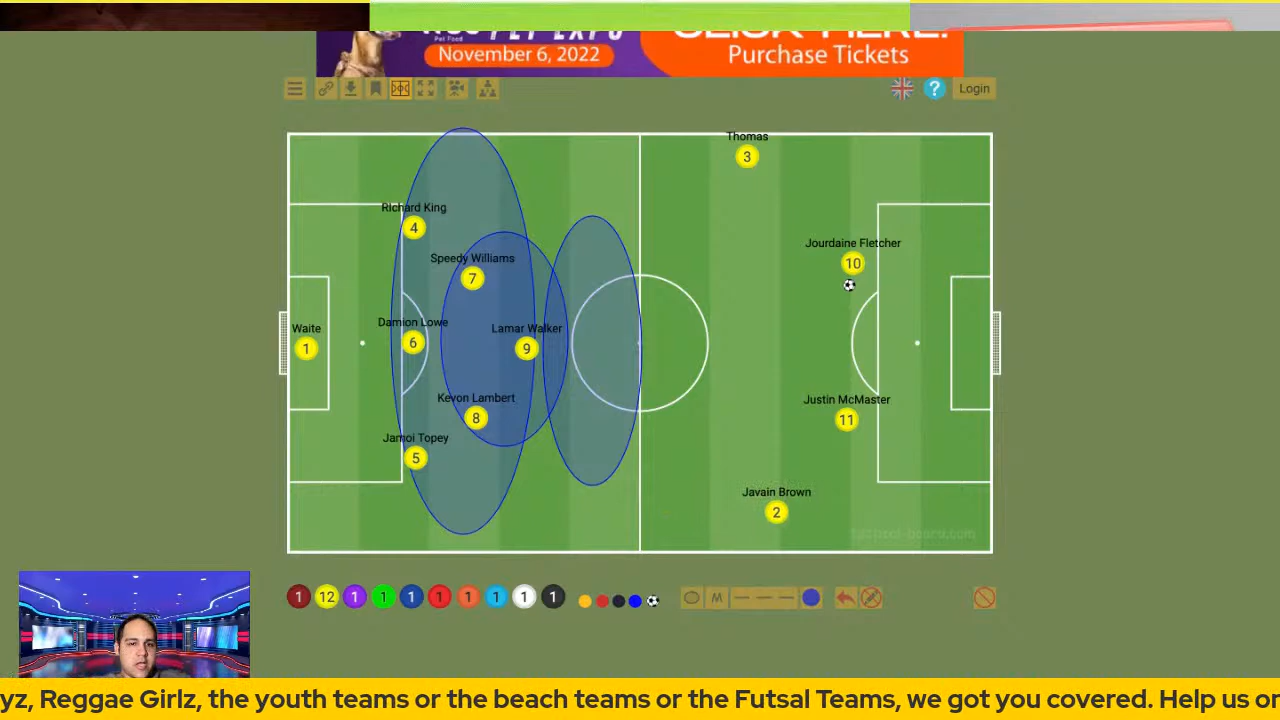 Pet Food
November 6, 2022
Purchase Tickets
Login
Thomas
3
Richard King
4
Jourdaine Fletcher
10
Speedy Williams
7
Waite
1
Damion Lowe
6
Lamar Walker
9
Kevon Lambert
8
Justin McMaster
11
Jamoi Topey
5
Javain Brown
2
1 12 1 1 1 1 1 1 1 1
M
yz, Reggae Girlz, the youth teams or the beach teams or the Futsal Teams, we got you covered. Help us or